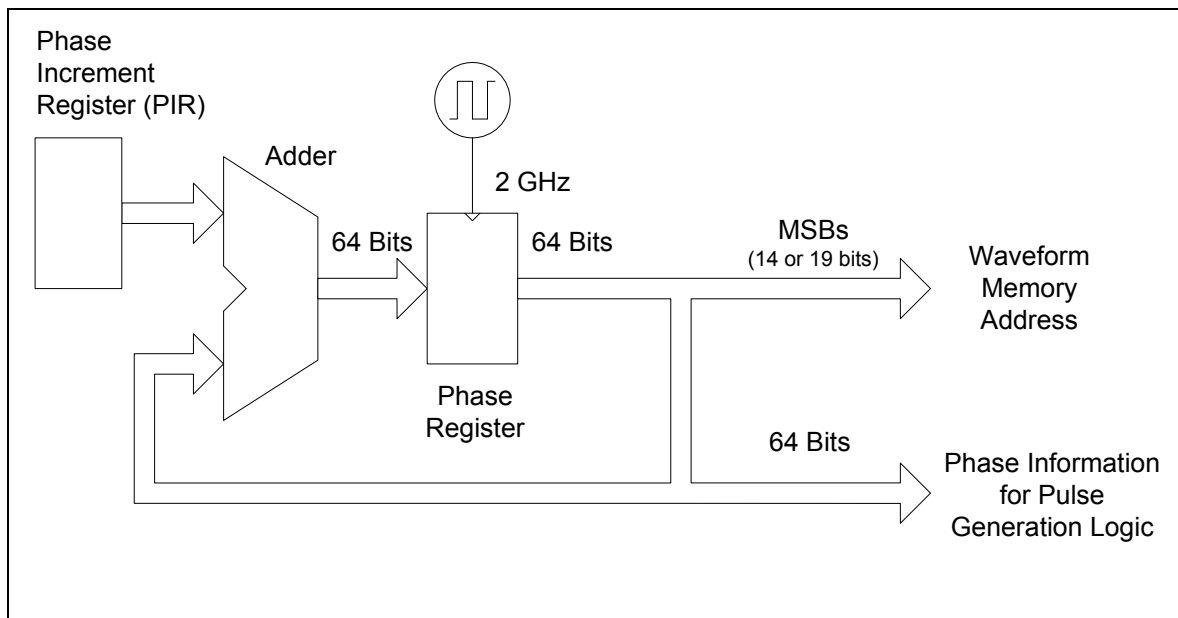 Phase
Increment
Register (PIR)
Adder
2 GHz
64 Bits
64 Bits
MSBs
(14 or 19 bits)
Waveform
Memory
Address
Phase
Register
64 Bits
Phase Information
for Pulse
Generation Logic